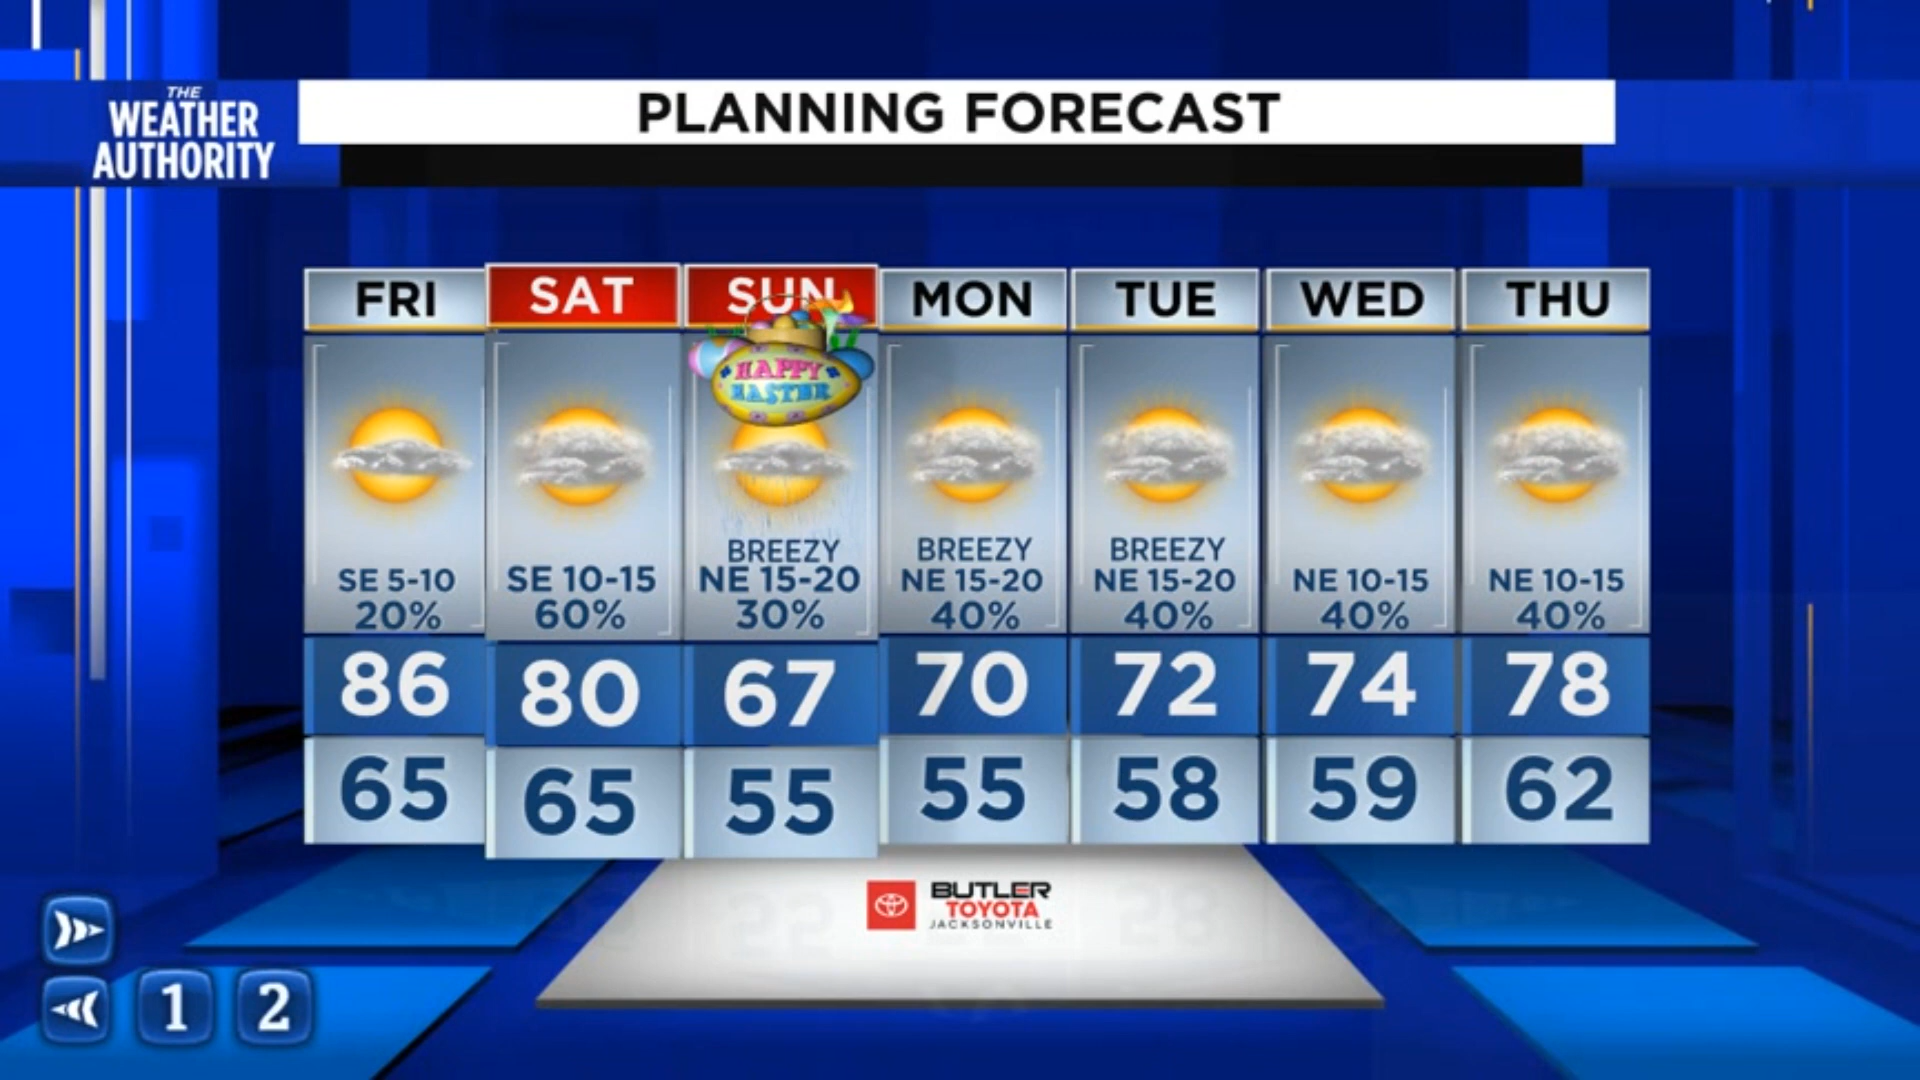 THE
WEATHER
AUTHORITY
PLANNING FORECAST
FRI
SAT
SUN
MON
TUE
WED
THU
HAPPY
EASTER
BREEZY
BREEZY
BREEZY
SE 5-10
SE 10-15
NE 15-20
NE 15-20
NE 15-20
NE 10-15
NE 10-15
20%
60%
30%
40%
40%
40%
40%
86
80
67
70
72
74
78
65
65
55
55
58
59
62
BUTLER
TOYOTA
JACKSONVILLE
1
2